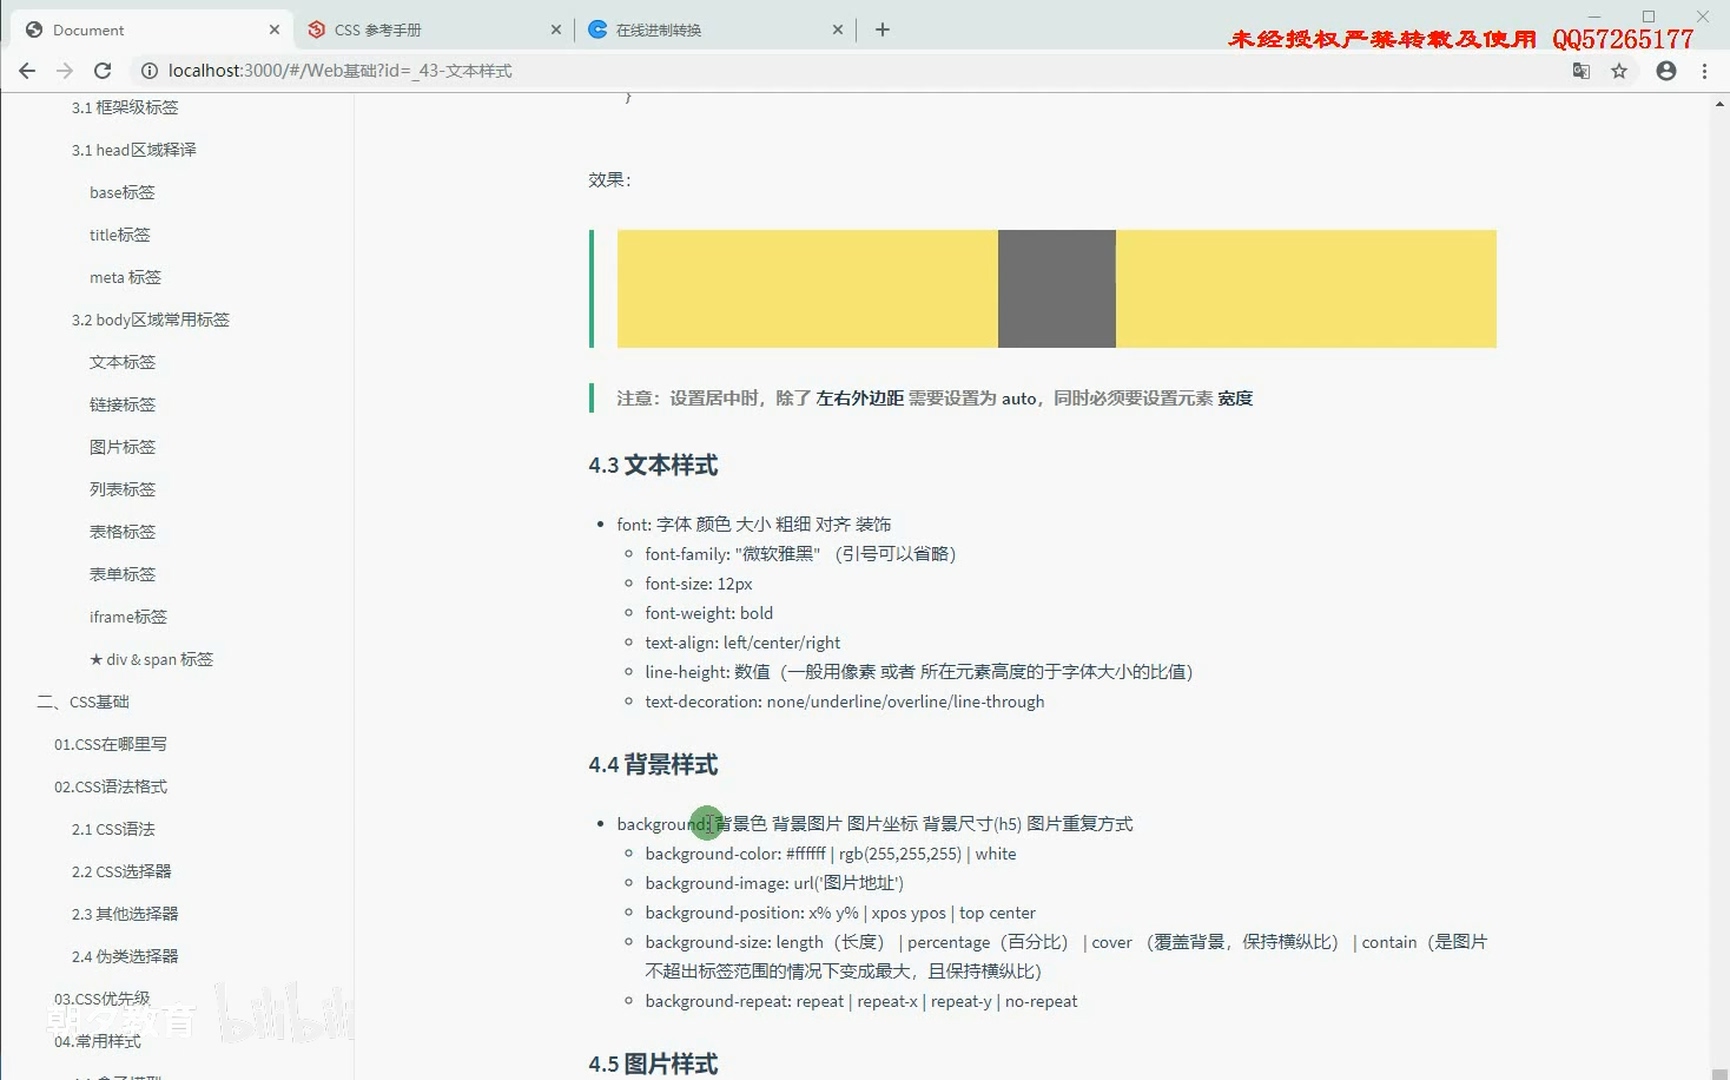 Document
CSS 参考手册
在线进制转换
未经授权严禁转载及使用 QQ57265177
localhost:3000/#/Web基础?id=_43-文本样式
3.1 框架级标签
3.1 head区域释译
base标签
title标签
meta 标签
3.2 body区域常用标签
文本标签
链接标签
图片标签
列表标签
表格标签
表单标签
iframe标签
★ div & span 标签
二、CSS基础
01.CSS在哪里写
02.CSS语法格式
2.1 CSS语法
2.2 CSS选择器
2.3 其他选择器
2.4 伪类选择器
03.CSS优先级
朝夕教育 bilibili
04.常用样式
}
效果：
注意：设置居中时，除了 左右外边距 需要设置为 auto，同时必须要设置元素 宽度
4.3 文本样式
font: 字体 颜色 大小 粗细 对齐 装饰
font-family: "微软雅黑" （引号可以省略）
font-size: 12px
font-weight: bold
text-align: left/center/right
line-height: 数值（一般用像素 或者 所在元素高度的于字体大小的比值）
text-decoration: none/underline/overline/line-through
4.4 背景样式
background: 背景色 背景图片 图片坐标 背景尺寸(h5) 图片重复方式
background-color: #ffffff | rgb(255,255,255) | white
background-image: url('图片地址')
background-position: x% y% | xpos ypos | top center
background-size: length（长度） | percentage（百分比） | cover （覆盖背景，保持横纵比） | contain（是图片
不超出标签范围的情况下变成最大，且保持横纵比）
background-repeat: repeat | repeat-x | repeat-y | no-repeat
4.5 图片样式